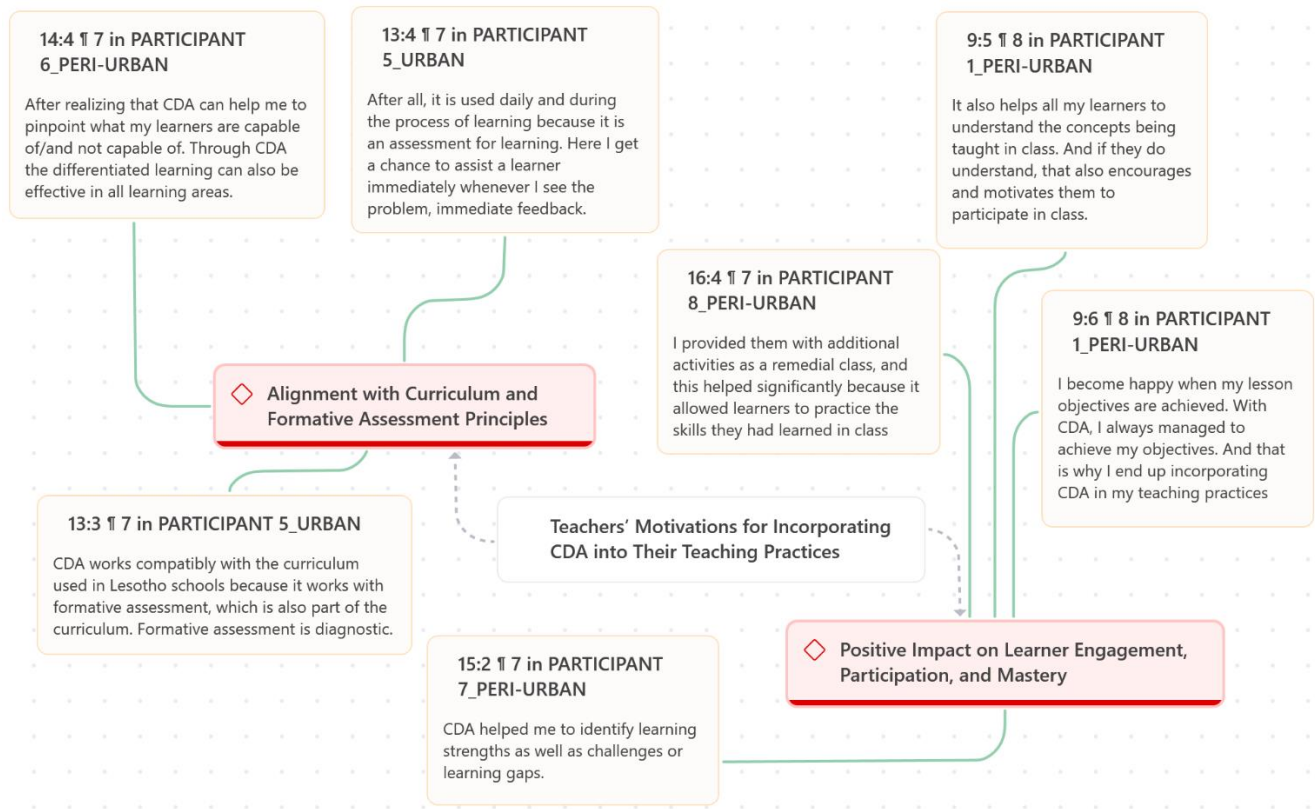 14:4 ¶ 7 in PARTICIPANT
6_PERI-URBAN
After realizing that CDA can help me to
pinpoint what my learners are capable
of/and not capable of. Through CDA
the differentiated learning can also be
effective in all learning areas.
13:4 ¶ 7 in PARTICIPANT
5_URBAN
After all, it is used daily and during
the process of learning because it is
an assessment for learning. Here I get
a chance to assist a learner
immediately whenever I see the
problem, immediate feedback.
9:5 ¶ 8 in PARTICIPANT
1_PERI-URBAN
It also helps all my learners to
understand the concepts being
taught in class. And if they do
understand, that also encourages
and motivates them to
participate in class.
16:4 ¶ 7 in PARTICIPANT
8_PERI-URBAN
I provided them with additional
activities as a remedial class, and
this helped significantly because it
allowed learners to practice the
skills they had learned in class
9:6 ¶ 8 in PARTICIPANT
1_PERI-URBAN
I become happy when my lesson
objectives are achieved. With
CDA, I always managed to
achieve my objectives. And that
is why I end up incorporating
CDA in my teaching practices
Alignment with Curriculum and
Formative Assessment Principles
13:3 ¶ 7 in PARTICIPANT 5_URBAN
CDA works compatibly with the curriculum
used in Lesotho schools because it works with
formative assessment, which is also part of the
curriculum. Formative assessment is diagnostic.
Teachers’ Motivations for Incorporating
CDA into Their Teaching Practices
Positive Impact on Learner Engagement,
Participation, and Mastery
15:2 ¶ 7 in PARTICIPANT
7_PERI-URBAN
CDA helped me to identify learning
strengths as well as challenges or
learning gaps.